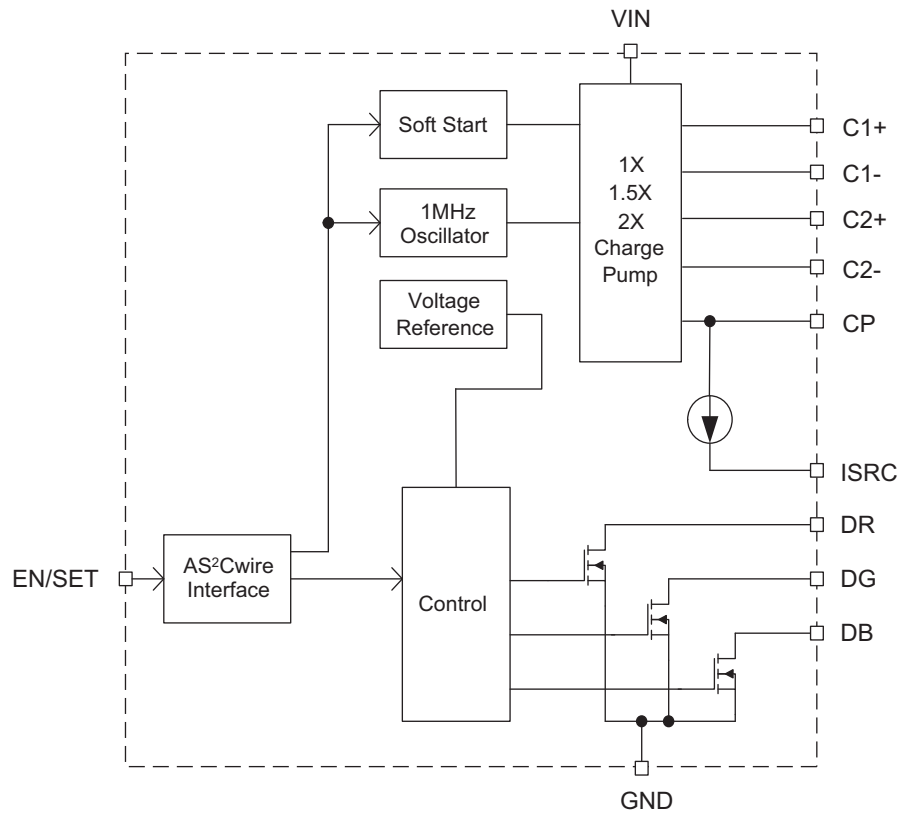 VIN
Soft Start
1MHz
Oscillator
Voltage
Reference
1X
1.5X
2X
Charge
Pump
C1+
C1-
C2+
C2-
CP
ISRC
DR
DG
DB
EN/SET
AS²Cwire
Interface
Control
GND